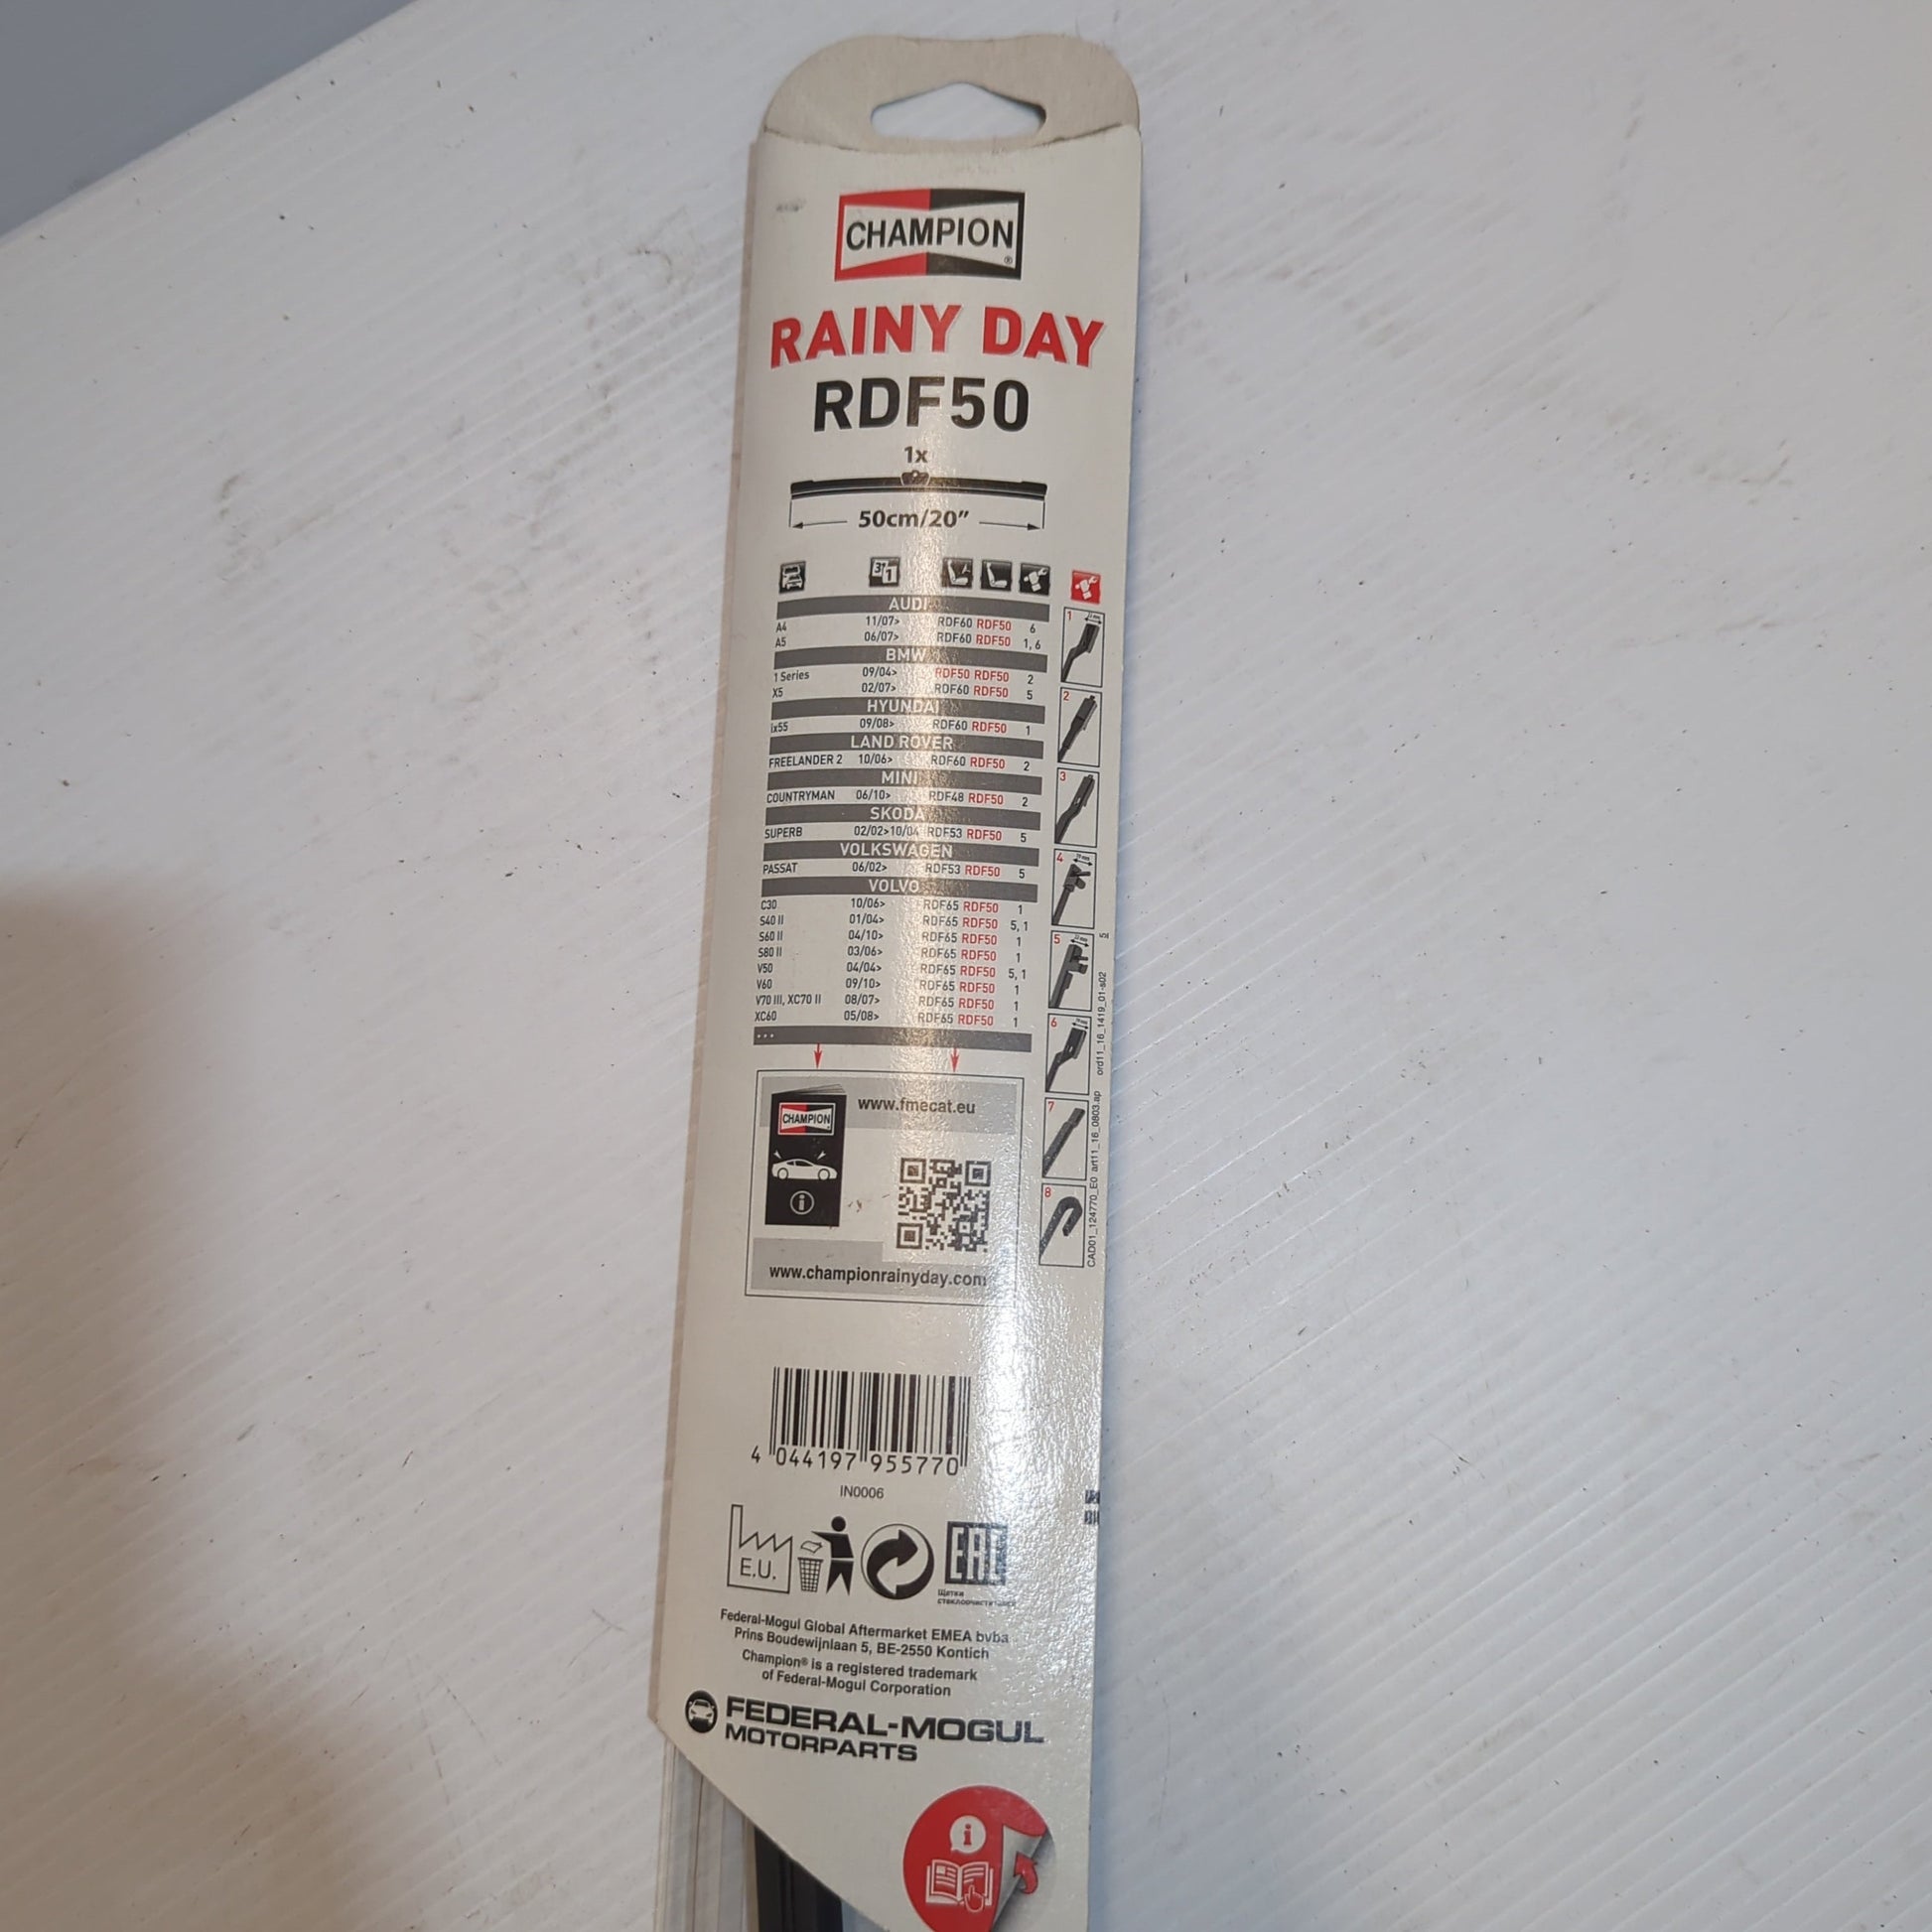 CHAMPION
®
RAINY DAY
RDF50
1x
50cm/20”
31
AUDI
A4 11/07> RDF60 RDF50 6
A5 06/07> RDF60 RDF50 1, 6
BMW
1 Series 09/04> RDF50 RDF50 2
X5 02/07> RDF60 RDF50 5
HYUNDAI
ix55 09/08> RDF60 RDF50 1
LAND ROVER
FREELANDER 2 10/06> RDF60 RDF50 2
MINI
COUNTRYMAN 06/10> RDF48 RDF50 2
SKODA
SUPERB 02/02>10/04 RDF53 RDF50 5
VOLKSWAGEN
PASSAT 06/02> RDF53 RDF50 5
VOLVO
C30 10/06> RDF65 RDF50 1
S40 II 01/04> RDF65 RDF50 5, 1
S60 II 04/10> RDF65 RDF50 1
S80 II 03/06> RDF65 RDF50 1
V50 04/04> RDF65 RDF50 5, 1
V60 09/10> RDF65 RDF50 1
V70 III, XC70 II 08/07> RDF65 RDF50 1
XC60 05/08> RDF65 RDF50 1
...
1
2
3
4
5
6
7
8
CAD01_124770_E0 art11_16_0803.ap ord11_16_1419_01-s02
www.fmecat.eu
CHAMPION
i
www.championrainyday.com
4 044197 955770
IN0006
E.U.
EAC
Щетки
стеклоочистителя
Federal-Mogul Global Aftermarket EMEA bvba
Prins Boudewijnlaan 5, BE-2550 Kontich
Champion® is a registered trademark
of Federal-Mogul Corporation
FEDERAL-MOGUL
MOTORPARTS
i